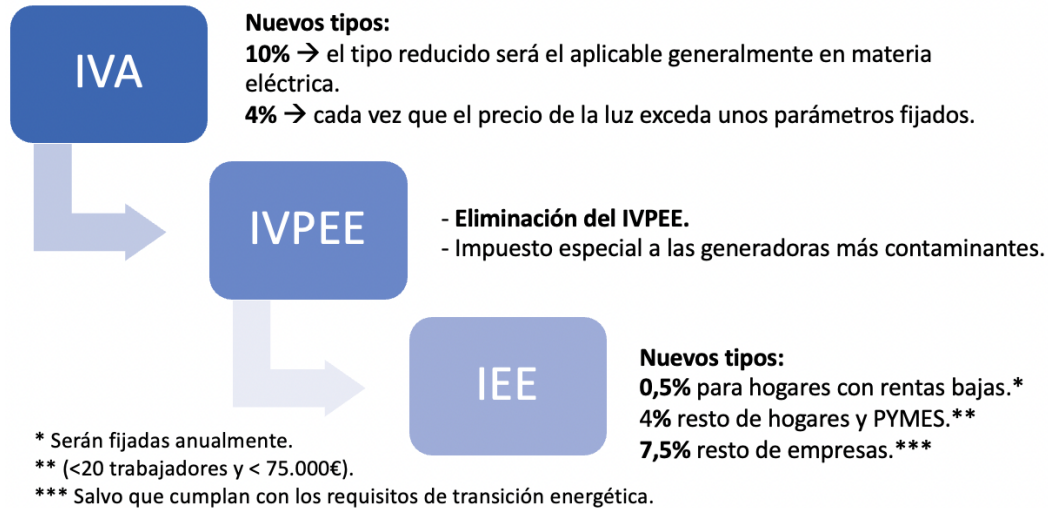 IVA
Nuevos tipos:
10% → el tipo reducido será el aplicable generalmente en materia
eléctrica.
4% → cada vez que el precio de la luz exceda unos parámetros fijados.
IVPEE
- Eliminación del IVPEE.
- Impuesto especial a las generadoras más contaminantes.
IEE
Nuevos tipos:
0,5% para hogares con rentas bajas.*
4% resto de hogares y PYMES.**
7,5% resto de empresas.***
* Serán fijadas anualmente.
** (<20 trabajadores y < 75.000€).
*** Salvo que cumplan con los requisitos de transición energética.